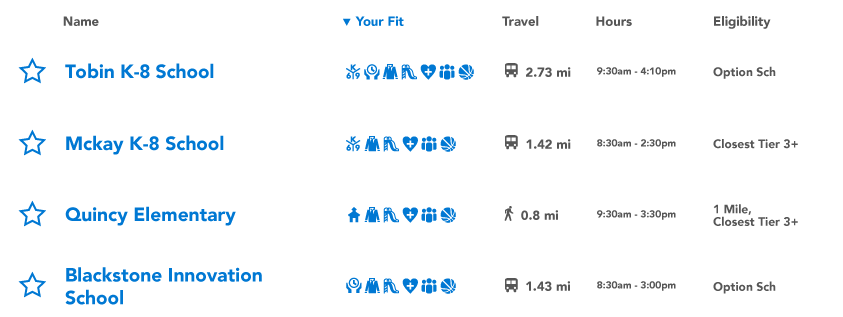 Name ▼ Your Fit Travel Hours Eligibility
Tobin K-8 School 2.73 mi 9:30am - 4:10pm Option Sch
Mckay K-8 School 1.42 mi 8:30am - 2:30pm Closest Tier 3+
Quincy Elementary 0.8 mi 9:30am - 3:30pm 1 Mile,
Closest Tier 3+
Blackstone Innovation
School 1.43 mi 8:30am - 3:00pm Option Sch